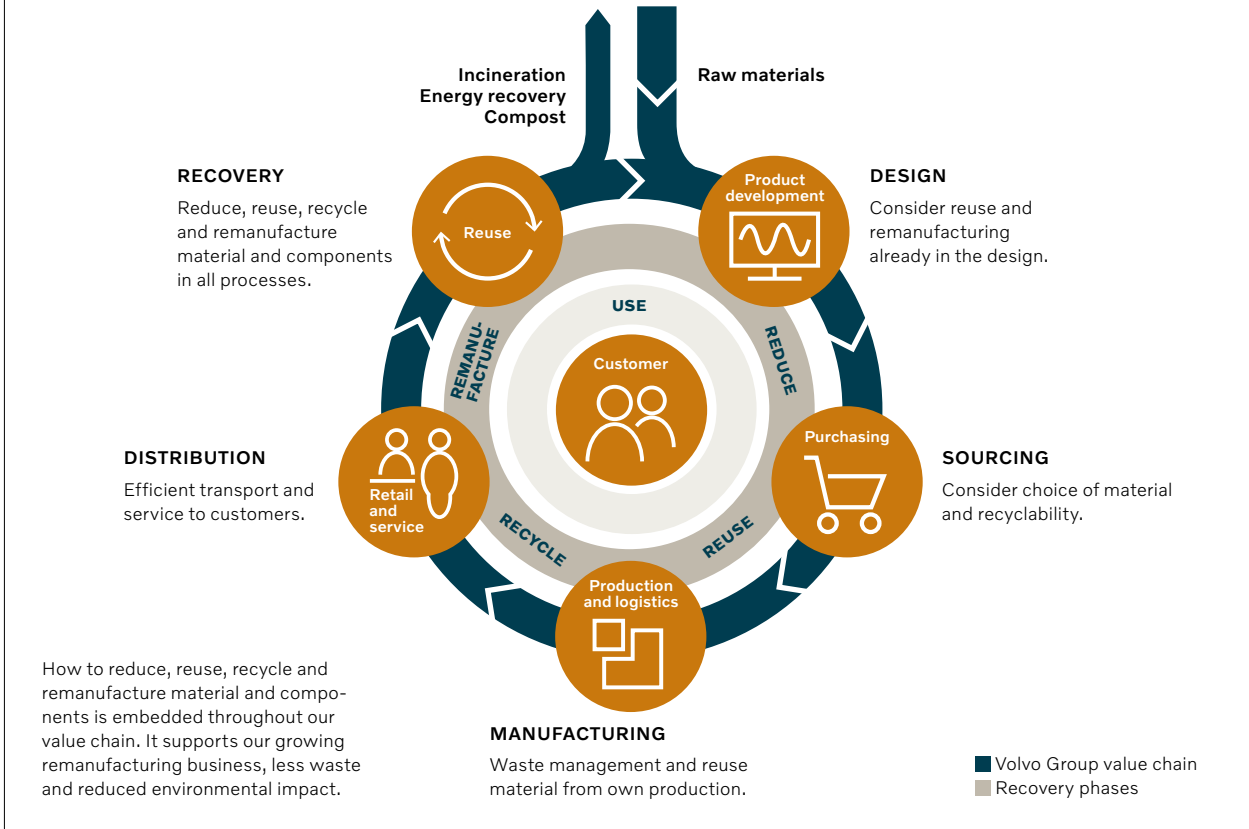 Incineration
Energy recovery
Compost
Raw materials
RECOVERY
Reduce, reuse, recycle
and remanufacture
material and components
in all processes.
Reuse
Product
development
DESIGN
Consider reuse and
remanufacturing
already in the design.
USE
REMANU-
FACTURE
REDUCE
Customer
DISTRIBUTION
Efficient transport and
service to customers.
Retail
and
service
Purchasing
SOURCING
Consider choice of material
and recyclability.
RECYCLE
REUSE
Production
and logistics
How to reduce, reuse, recycle and
remanufacture material and compo-
nents is embedded throughout our
value chain. It supports our growing
remanufacturing business, less waste
and reduced environmental impact.
MANUFACTURING
Waste management and reuse
material from own production.
Volvo Group value chain
Recovery phases